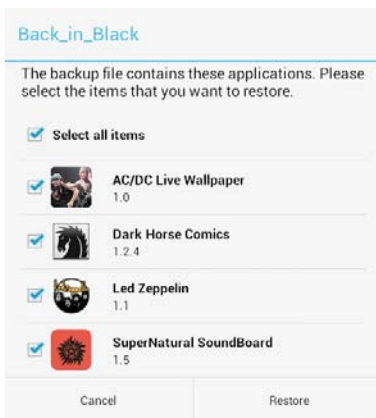 Back_in_Black
The backup file contains these applications. Please
select the items that you want to restore.
Select all items
AC/DC Live Wallpaper
1.0
Dark Horse Comics
1.2.4
Led Zeppelin
1.1
SuperNatural SoundBoard
1.5
Cancel
Restore